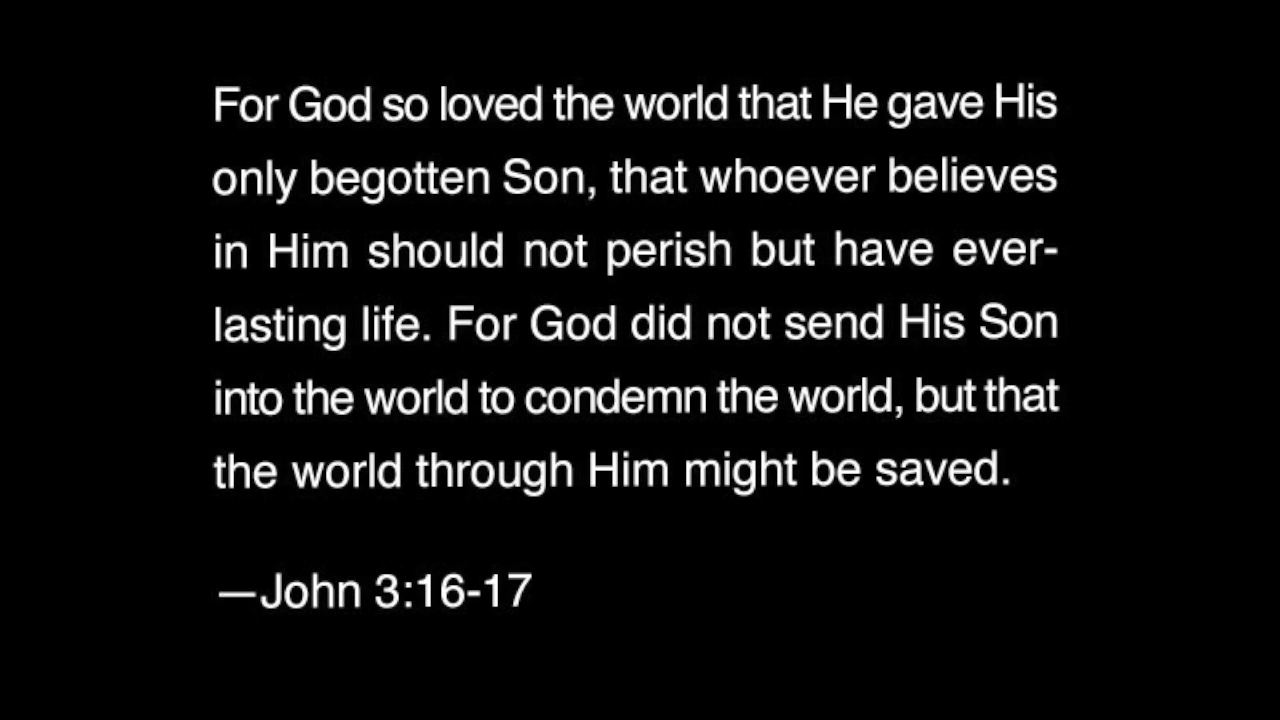 For God so loved the world that He gave His
only begotten Son, that whoever believes
in Him should not perish but have ever-
lasting life. For God did not send His Son
into the world to condemn the world, but that
the world through Him might be saved.
—John 3:16-17